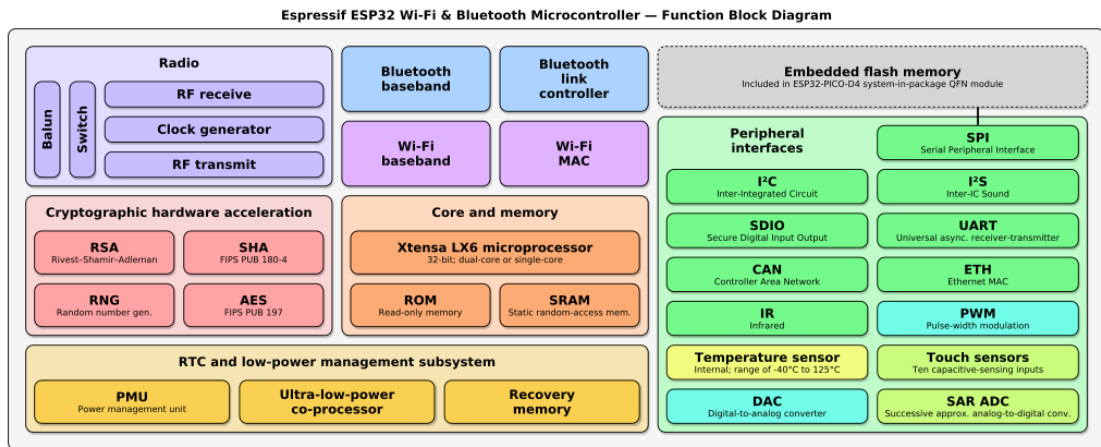 Espressif ESP32 Wi-Fi & Bluetooth Microcontroller — Function Block Diagram
Radio
Balun
Switch
RF receive
Clock generator
RF transmit
Bluetooth
baseband
Bluetooth
link
controller
Wi-Fi
baseband
Wi-Fi
MAC
Embedded flash memory
Included in ESP32-PICO-D4 system-in-package QFN module
Cryptographic hardware acceleration
RSA
Rivest–Shamir–Adleman
SHA
FIPS PUB 180-4
RNG
Random number gen.
AES
FIPS PUB 197
Core and memory
Xtensa LX6 microprocessor
32-bit; dual-core or single-core
ROM
Read-only memory
SRAM
Static random-access mem.
RTC and low-power management subsystem
PMU
Power management unit
Ultra-low-power
co-processor
Recovery
memory
Peripheral
interfaces
SPI
Serial Peripheral Interface
I²C
Inter-Integrated Circuit
I²S
Inter-IC Sound
SDIO
Secure Digital Input Output
UART
Universal async. receiver-transmitter
CAN
Controller Area Network
ETH
Ethernet MAC
IR
Infrared
PWM
Pulse-width modulation
Temperature sensor
Internal; range of -40°C to 125°C
Touch sensors
Ten capacitive-sensing inputs
DAC
Digital-to-analog converter
SAR ADC
Successive approx. analog-to-digital conv.